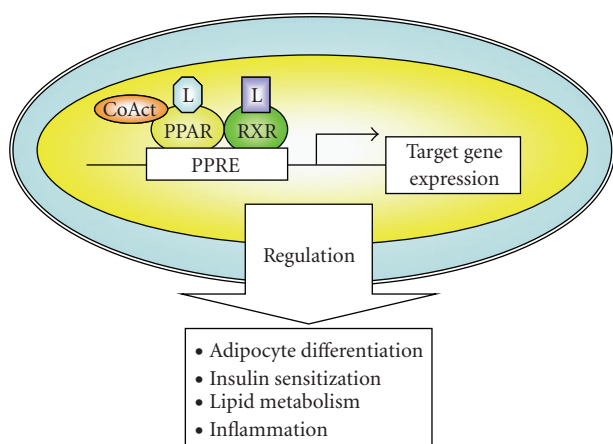 L
L
CoAct
PPAR
RXR
PPRE
Target gene
expression
Regulation
• Adipocyte differentiation
• Insulin sensitization
• Lipid metabolism
• Inflammation